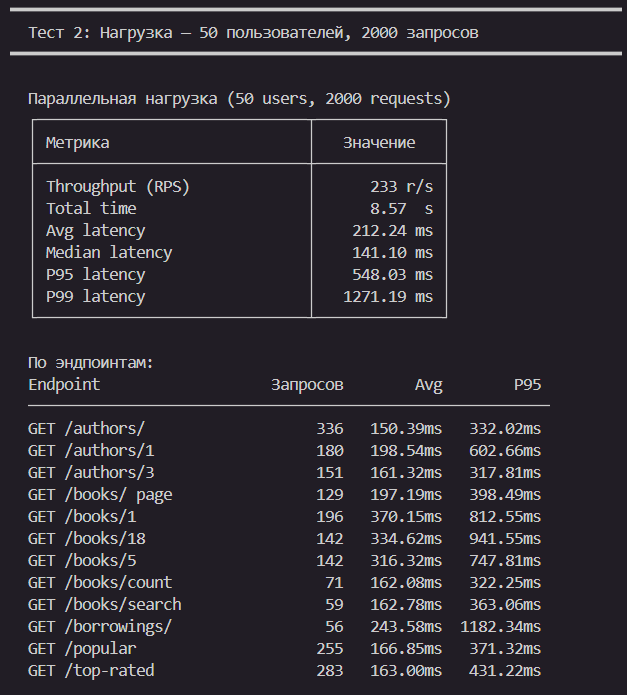 Тест 2: Нагрузка — 50 пользователей, 2000 запросов
Параллельная нагрузка (50 users, 2000 requests)
Метрика Значение
Throughput (RPS) 233 r/s
Total time 8.57 s
Avg latency 212.24 ms
Median latency 141.10 ms
P95 latency 548.03 ms
P99 latency 1271.19 ms
По эндпоинтам:
Endpoint Запросов Avg P95
GET /authors/ 336 150.39ms 332.02ms
GET /authors/1 180 198.54ms 602.66ms
GET /authors/3 151 161.32ms 317.81ms
GET /books/ page 129 197.19ms 398.49ms
GET /books/1 196 370.15ms 812.55ms
GET /books/18 142 334.62ms 941.55ms
GET /books/5 142 316.32ms 747.81ms
GET /books/count 71 162.08ms 322.25ms
GET /books/search 59 162.78ms 363.06ms
GET /borrowings/ 56 243.58ms 1182.34ms
GET /popular 255 166.85ms 371.32ms
GET /top-rated 283 163.00ms 431.22ms